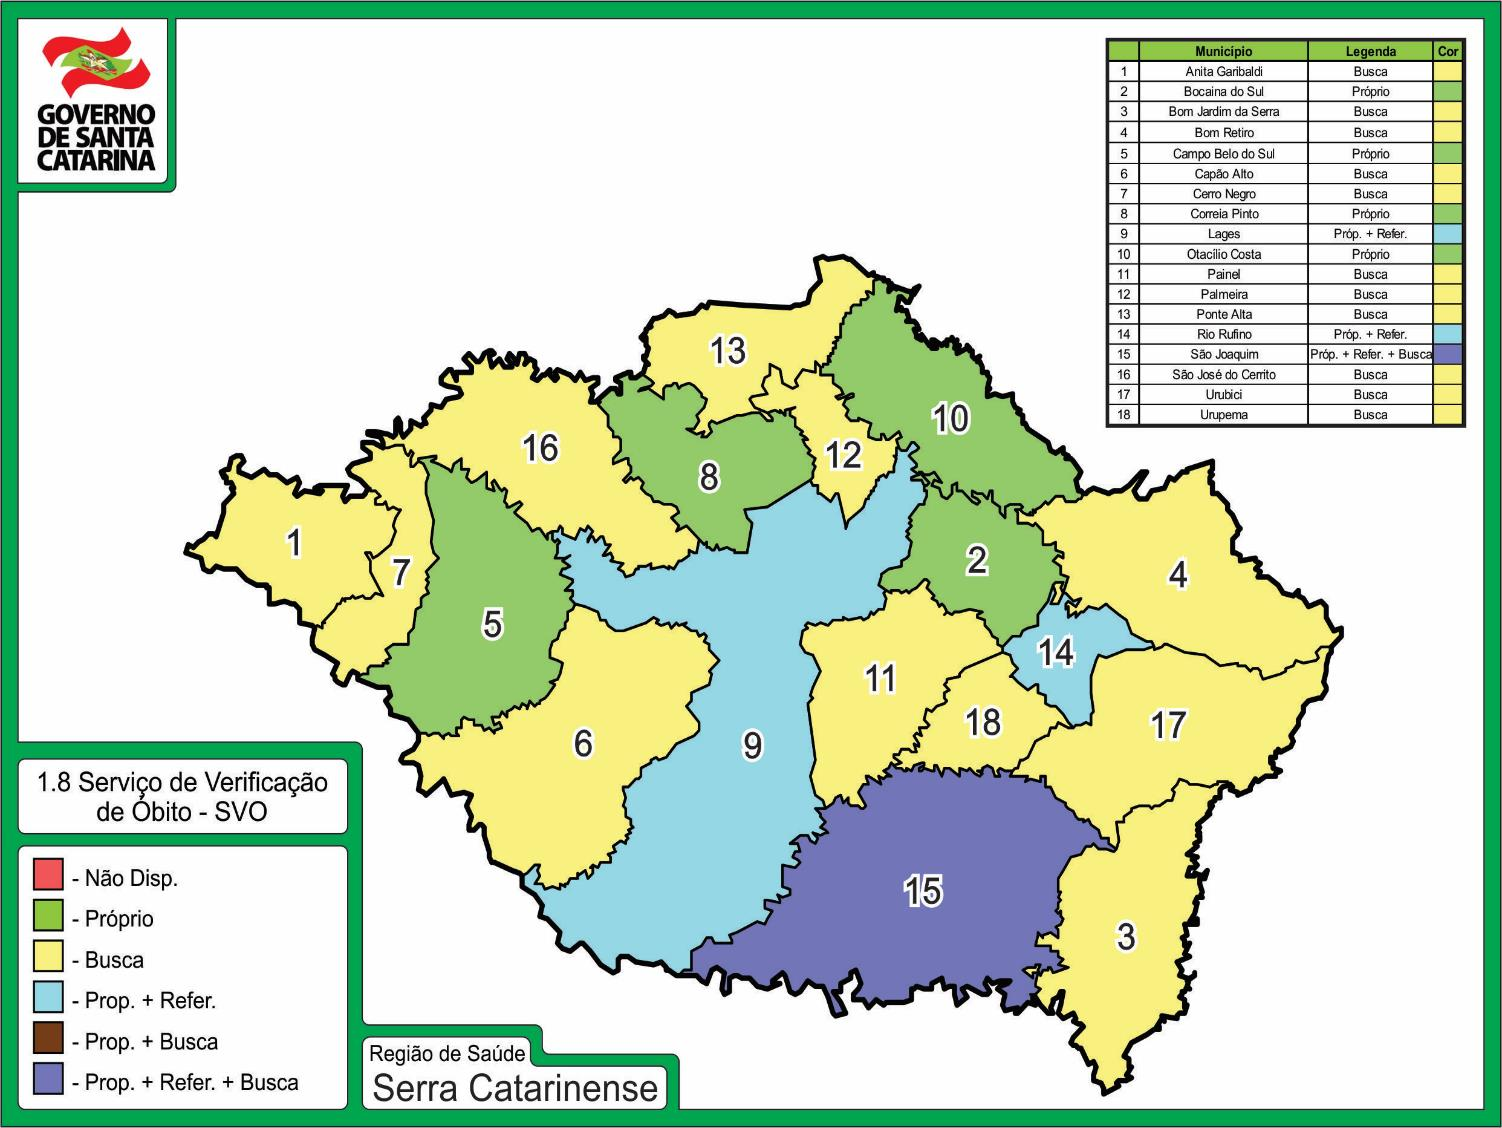 GOVERNO
DE SANTA
CATARINA
Município Legenda Cor
1 Anita Garibaldi Busca
2 Bocaina do Sul Próprio
3 Bom Jardim da Serra Busca
4 Bom Retiro Busca
5 Campo Belo do Sul Próprio
6 Capão Alto Busca
7 Cerro Negro Busca
8 Correia Pinto Próprio
9 Lages Próp. + Refer.
10 Otacílio Costa Próprio
11 Painel Busca
12 Palmeira Busca
13 Ponte Alta Busca
14 Rio Rufino Próp. + Refer.
15 São Joaquim Próp. + Refer. + Busca
16 São José do Cerrito Busca
17 Urubici Busca
18 Urupema Busca
13
10
16
12
8
1
2
4
7
5
14
11
18
17
6
9
15
3
1.8 Serviço de Verificação
de Óbito - SVO
- Não Disp.
- Próprio
- Busca
- Prop. + Refer.
- Prop. + Busca
- Prop. + Refer. + Busca
Região de Saúde
Serra Catarinense